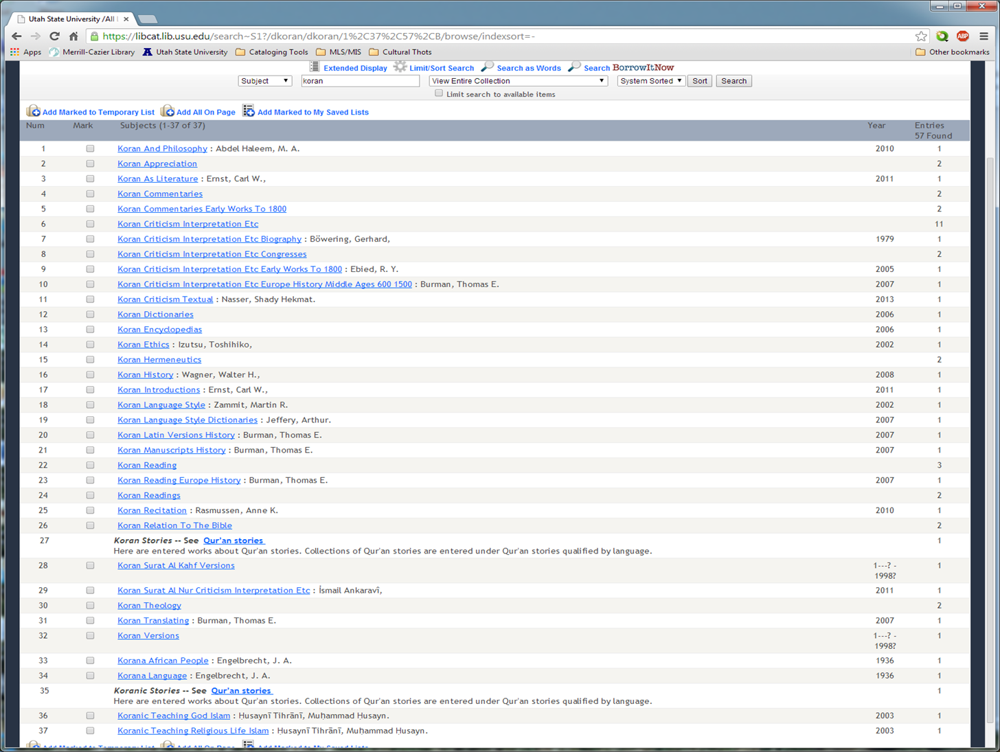 Utah State University /All
https://libcat.lib.usu.edu/search~S1?/dkoran/dkoran/1%2C37%2C57%2CB/browse/indexsort=-
ABP
Apps Merrill-Cazier Library Utah State University Cataloging Tools MLS/MIS Cultural Thots Other bookmarks
Extended Display Limit/Sort Search Search as Words Search BorrowItNow
Subject koran View Entire Collection System Sorted Sort Search
Limit search to available items
Add Marked to Temporary List Add All On Page Add Marked to My Saved Lists
Num Mark Subjects (1-37 of 37) Year Entries
57 Found
1 Koran And Philosophy : Abdel Haleem, M. A. 2010 1
2 Koran Appreciation 2
3 Koran As Literature : Ernst, Carl W., 2011 1
4 Koran Commentaries 2
5 Koran Commentaries Early Works To 1800 2
6 Koran Criticism Interpretation Etc 11
7 Koran Criticism Interpretation Etc Biography : Böwering, Gerhard, 1979 1
8 Koran Criticism Interpretation Etc Congresses 2
9 Koran Criticism Interpretation Etc Early Works To 1800 : Ebied, R. Y. 2005 1
10 Koran Criticism Interpretation Etc Europe History Middle Ages 600 1500 : Burman, Thomas E. 2007 1
11 Koran Criticism Textual : Nasser, Shady Hekmat. 2013 1
12 Koran Dictionaries 2006 1
13 Koran Encyclopedias 2006 1
14 Koran Ethics : Izutsu, Toshihiko, 2002 1
15 Koran Hermeneutics 2
16 Koran History : Wagner, Walter H., 2008 1
17 Koran Introductions : Ernst, Carl W., 2011 1
18 Koran Language Style : Zammit, Martin R. 2002 1
19 Koran Language Style Dictionaries : Jeffery, Arthur. 2007 1
20 Koran Latin Versions History : Burman, Thomas E. 2007 1
21 Koran Manuscripts History : Burman, Thomas E. 2007 1
22 Koran Reading 3
23 Koran Reading Europe History : Burman, Thomas E. 2007 1
24 Koran Readings 2
25 Koran Recitation : Rasmussen, Anne K. 2010 1
26 Koran Relation To The Bible 2
27 Koran Stories -- See Qur'an stories 1
Here are entered works about Qur'an stories. Collections of Qur'an stories are entered under Qur'an stories qualified by language.
28 Koran Surat Al Kahf Versions 1---? - 1
1998?
29 Koran Surat Al Nur Criticism Interpretation Etc : İsmail Ankaravî, 2011 1
30 Koran Theology 2
31 Koran Translating : Burman, Thomas E. 2007 1
32 Koran Versions 1---? - 1
1998?
33 Korana African People : Engelbrecht, J. A. 1936 1
34 Korana Language : Engelbrecht, J. A. 1936 1
35 Koranic Stories -- See Qur'an stories 1
Here are entered works about Qur'an stories. Collections of Qur'an stories are entered under Qur'an stories qualified by language.
36 Koranic Teaching God Islam : Ḥusaynī Tihrānī, Muḥammad Ḥusayn. 2003 1
37 Koranic Teaching Religious Life Islam : Ḥusaynī Tihrānī, Muḥammad Ḥusayn. 2003 1
Add Marked to Temporary List Add All On Page Add Marked to My Saved Lists